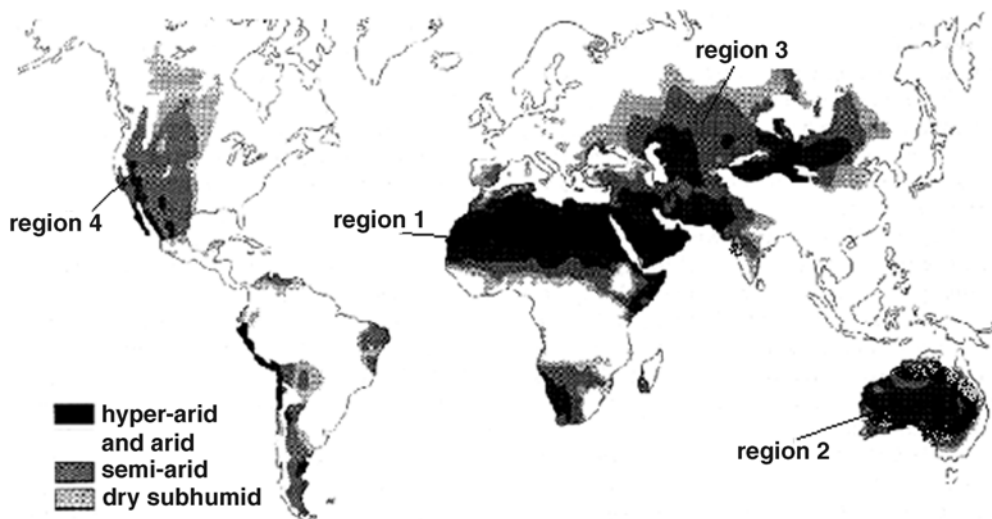 region 3
region 4
region 1
region 2
hyper-arid
and arid
semi-arid
dry subhumid